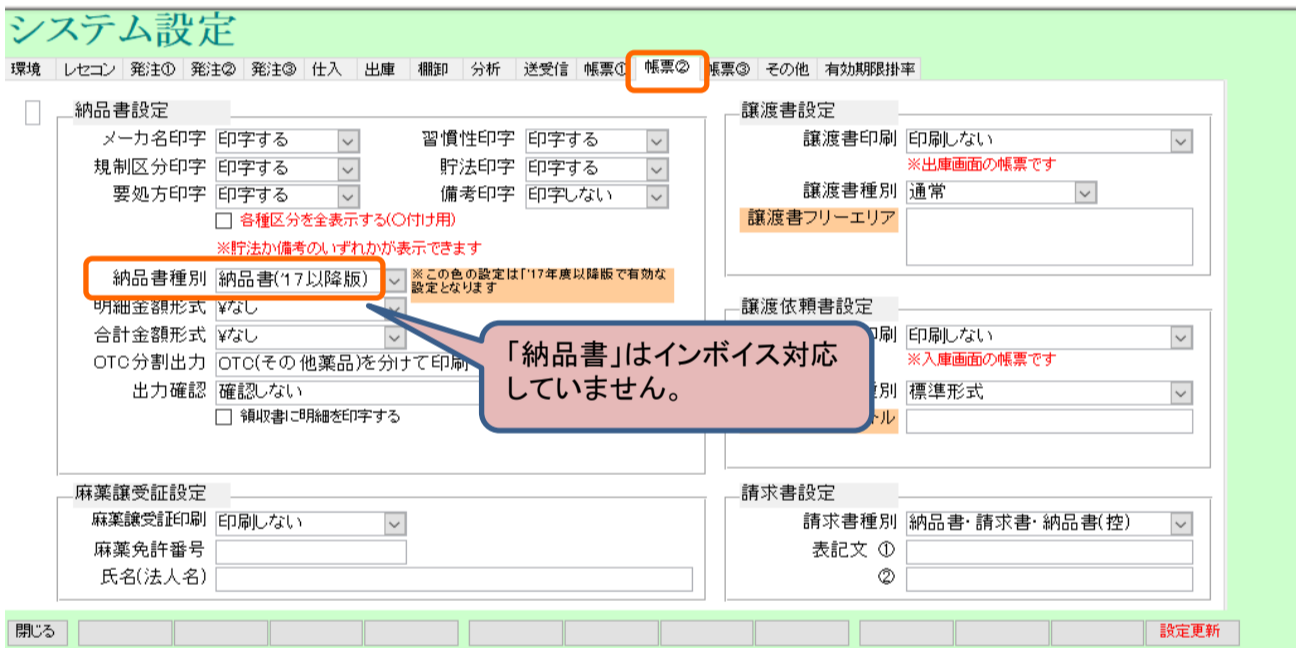 システム設定
環境 レセコン 発注① 発注② 発注③ 仕入 出庫 棚卸 分析 送受信 帳票① 帳票② 帳票③ その他 有効期限掛率
納品書設定
メーカ名印字 印字する 習慣性印字 印字する
規制区分印字 印字する 貯法印字 印字する
要処方印字 印字する 備考印字 印字しない
各種区分を全表示する(〇付け用)
※貯法か備考のいずれかが表示できます
納品書種別 納品書('17以降版)
※この色の設定は「'17年度以降版で有効な
設定となります
明細金額形式 ¥なし
合計金額形式 ¥なし
OTC分割出力 OTC(その他薬品)を分けて印刷
出力確認 確認しない
領収書に明細を印字する
「納品書」はインボイス対応
していません。
麻薬譲受証設定
麻薬譲受証印刷 印刷しない
麻薬免許番号
氏名(法人名)
譲渡書設定
譲渡書印刷 印刷しない
※出庫画面の帳票です
譲渡書種別 通常
譲渡書フリーエリア
譲渡依頼書設定
刷 印刷しない
※入庫画面の帳票です
別 標準形式
トル
請求書設定
請求書種別 納品書・請求書・納品書(控)
表記文 ①
②
閉じる 設定更新